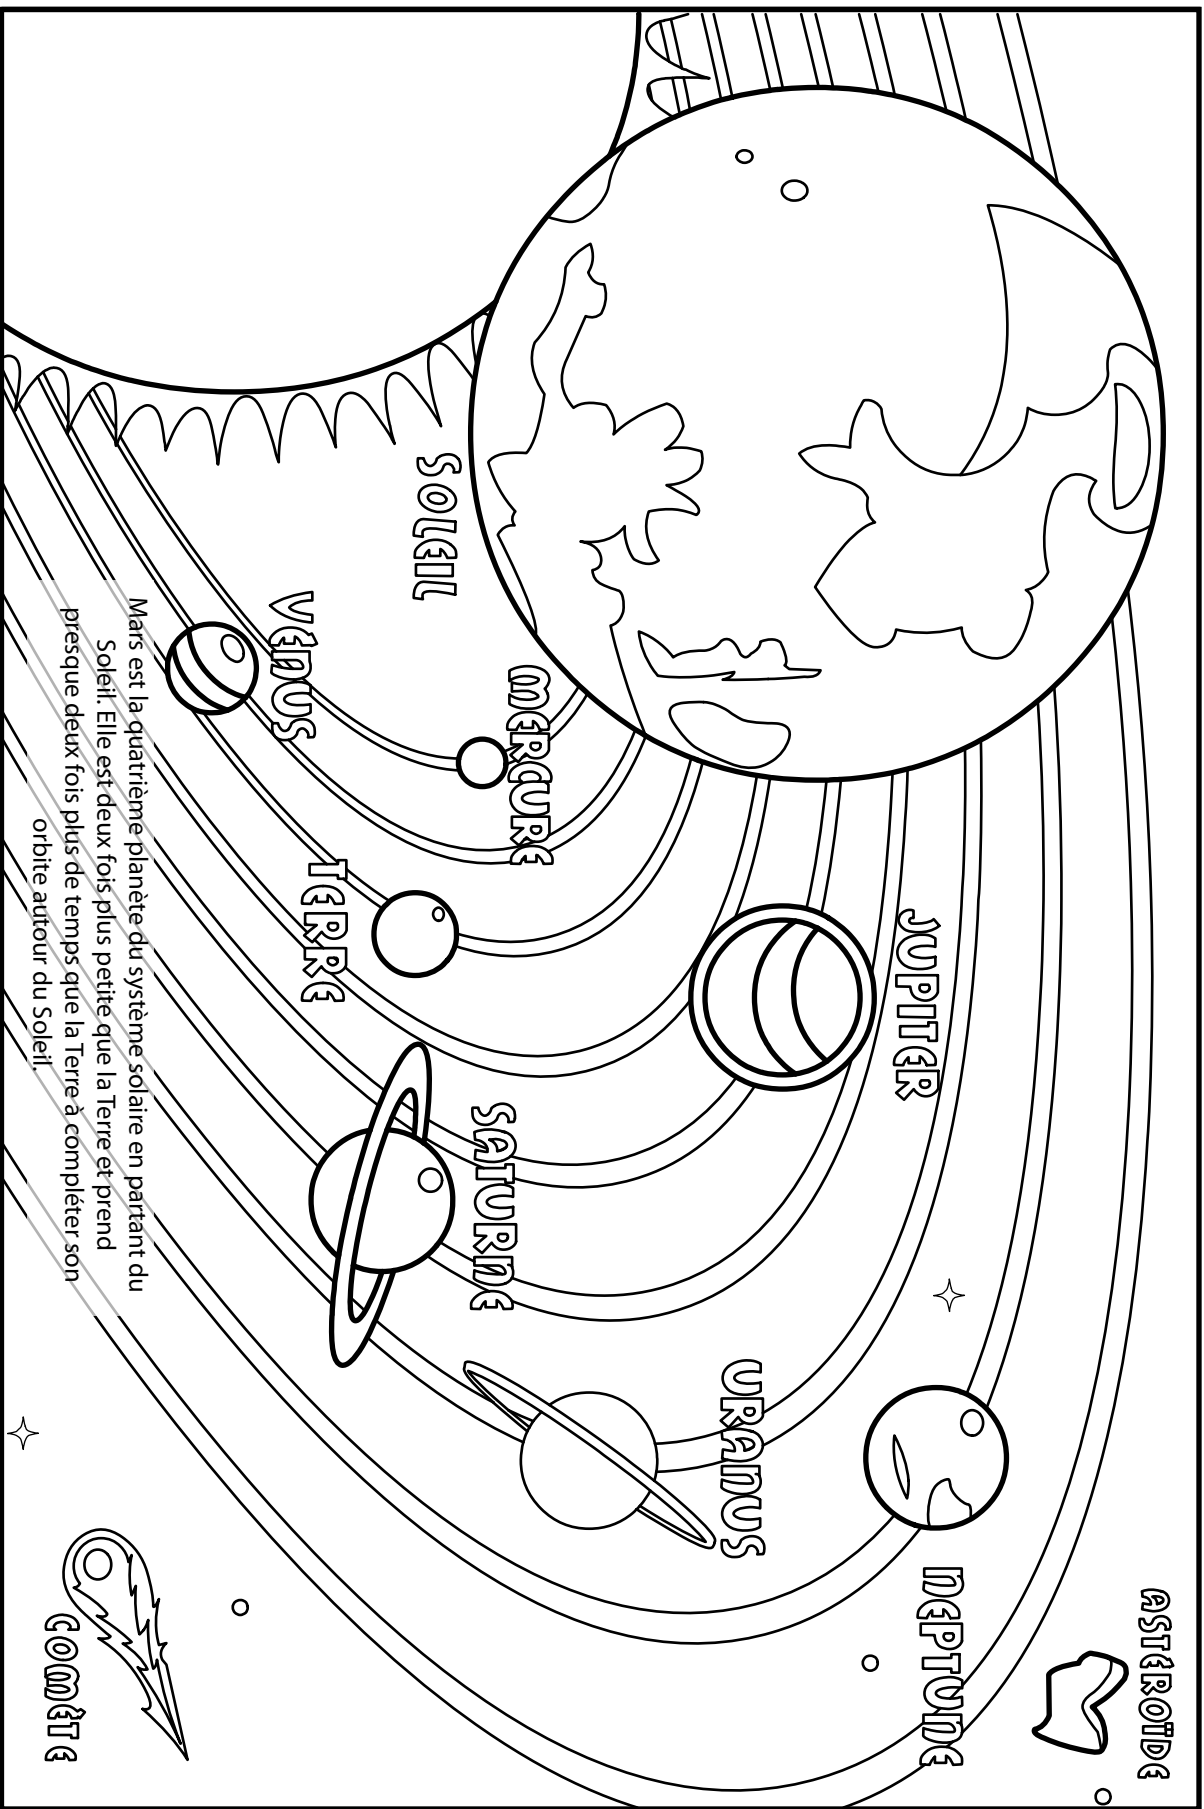 ASTÉROÏDE
NEPTUNE
JUPITER
URANUS
MERCURE
SATURNE
SOLEIL
TERRE
VÉNUS
Mars est la quatrième planète du système solaire en partant du
Soleil. Elle est deux fois plus petite que la Terre et prend
presque deux fois plus de temps que la Terre à compléter son
orbite autour du Soleil.
COMÈTE